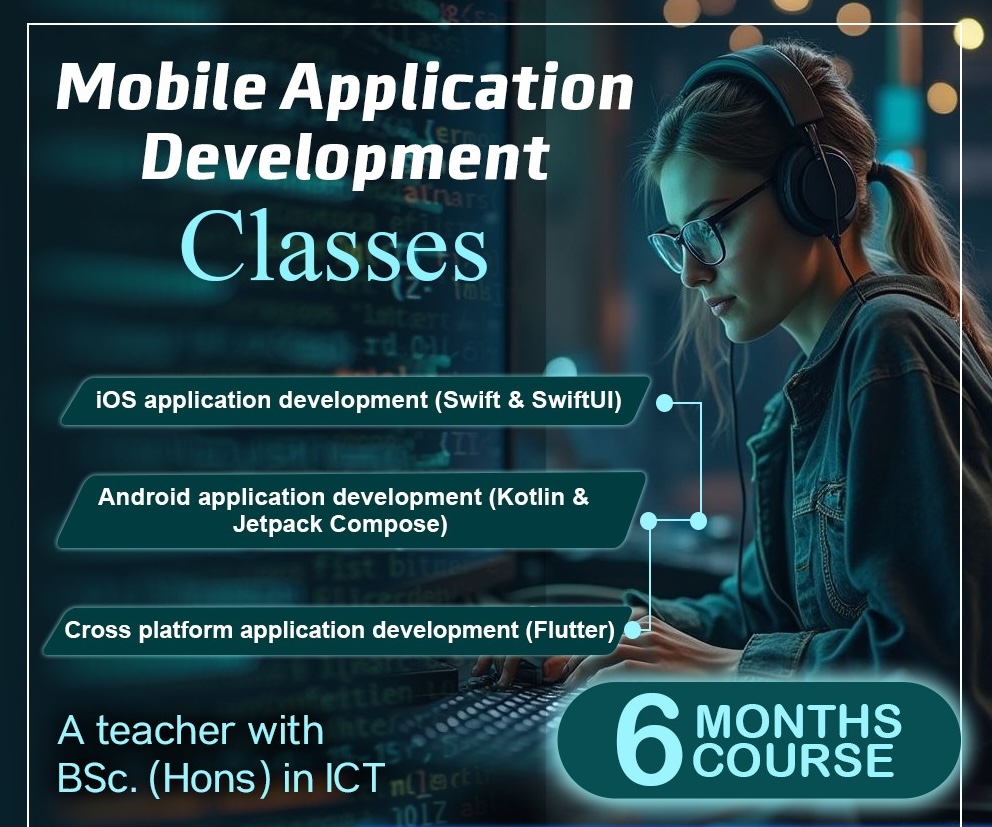 Mobile Application
Development
Classes
iOS application development (Swift & SwiftUI)
Android application development (Kotlin &
Jetpack Compose)
Cross platform application development (Flutter)
A teacher with
BSc. (Hons) in ICT
6 MONTHS
COURSE